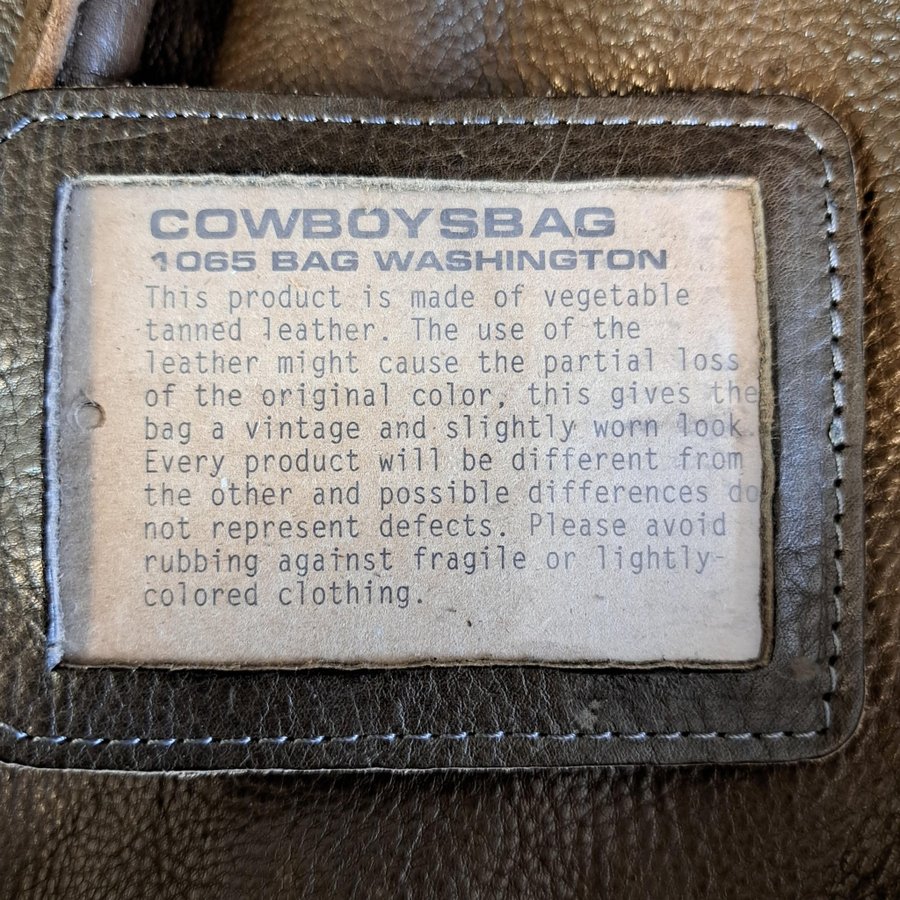 COWBOYSBAG
1065 BAG WASHINGTON
This product is made of vegetable
tanned leather. The use of the
leather might cause the partial loss
of the original color, this gives the
bag a vintage and slightly worn look.
Every product will be different from
the other and possible differences do
not represent defects. Please avoid
rubbing against fragile or lightly-
colored clothing.